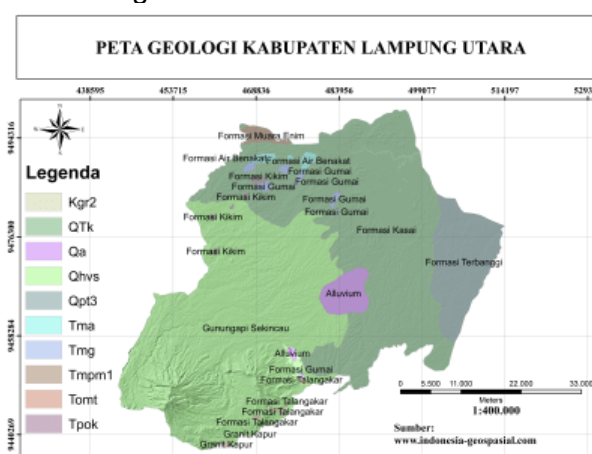 PETA GEOLOGI KABUPATEN LAMPUNG UTARA
438595 453715 468836 483956 499077 514197 5293
9494316
9476300
9458284
9440269
Legenda
Kgr2
QTk
Qa
Qhvs
Qpt3
Tma
Tmg
Tmpm1
Tomt
Tpok
Formasi Muara Enim
Formasi Air Benakat
Formasi Air Benakat
Formasi Kikim
Formasi Gumai
Formasi Gumai
Formasi Gumai
Formasi Kikim
Formasi Gumai
Formasi Kikim
Formasi Gumai
Formasi Kasai
Formasi Kikim
Formasi Terbanggi
Alluvium
Gunungapi Sekincau
Alluvium
Formasi Gumai
Formasi Talangakar
Formasi Talangakar
Formasi Talangakar
Formasi Talangakar
Granit Kapur
Granit Kapur
0 5,500 11,000 22,000 33,000
Meters
1:400.000
Sumber:
www.indonesia-geospasial.com